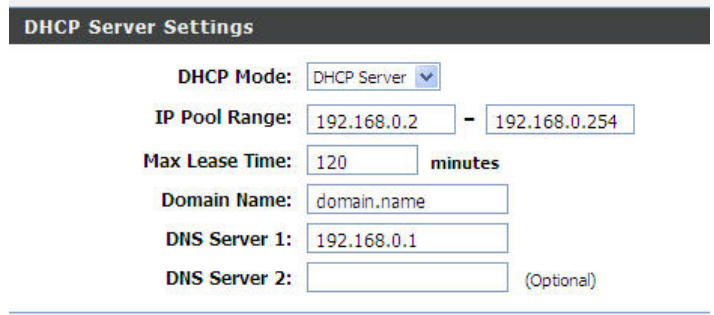 DHCP Server Settings
DHCP Mode: DHCP Server
IP Pool Range: 192.168.0.2 - 192.168.0.254
Max Lease Time: 120 minutes
Domain Name: domain.name
DNS Server 1: 192.168.0.1
DNS Server 2: (Optional)